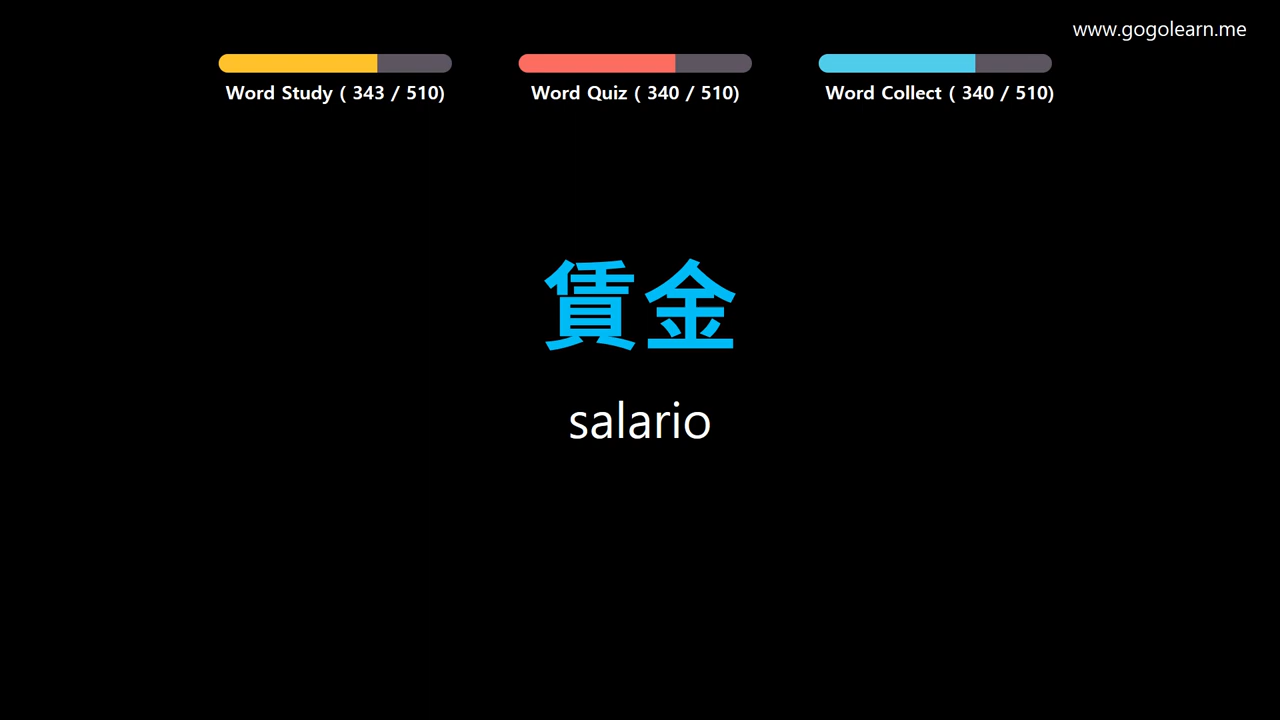 www.gogolearn.me
Word Study ( 343 / 510)
Word Quiz ( 340 / 510)
Word Collect ( 340 / 510)
賃金
salario